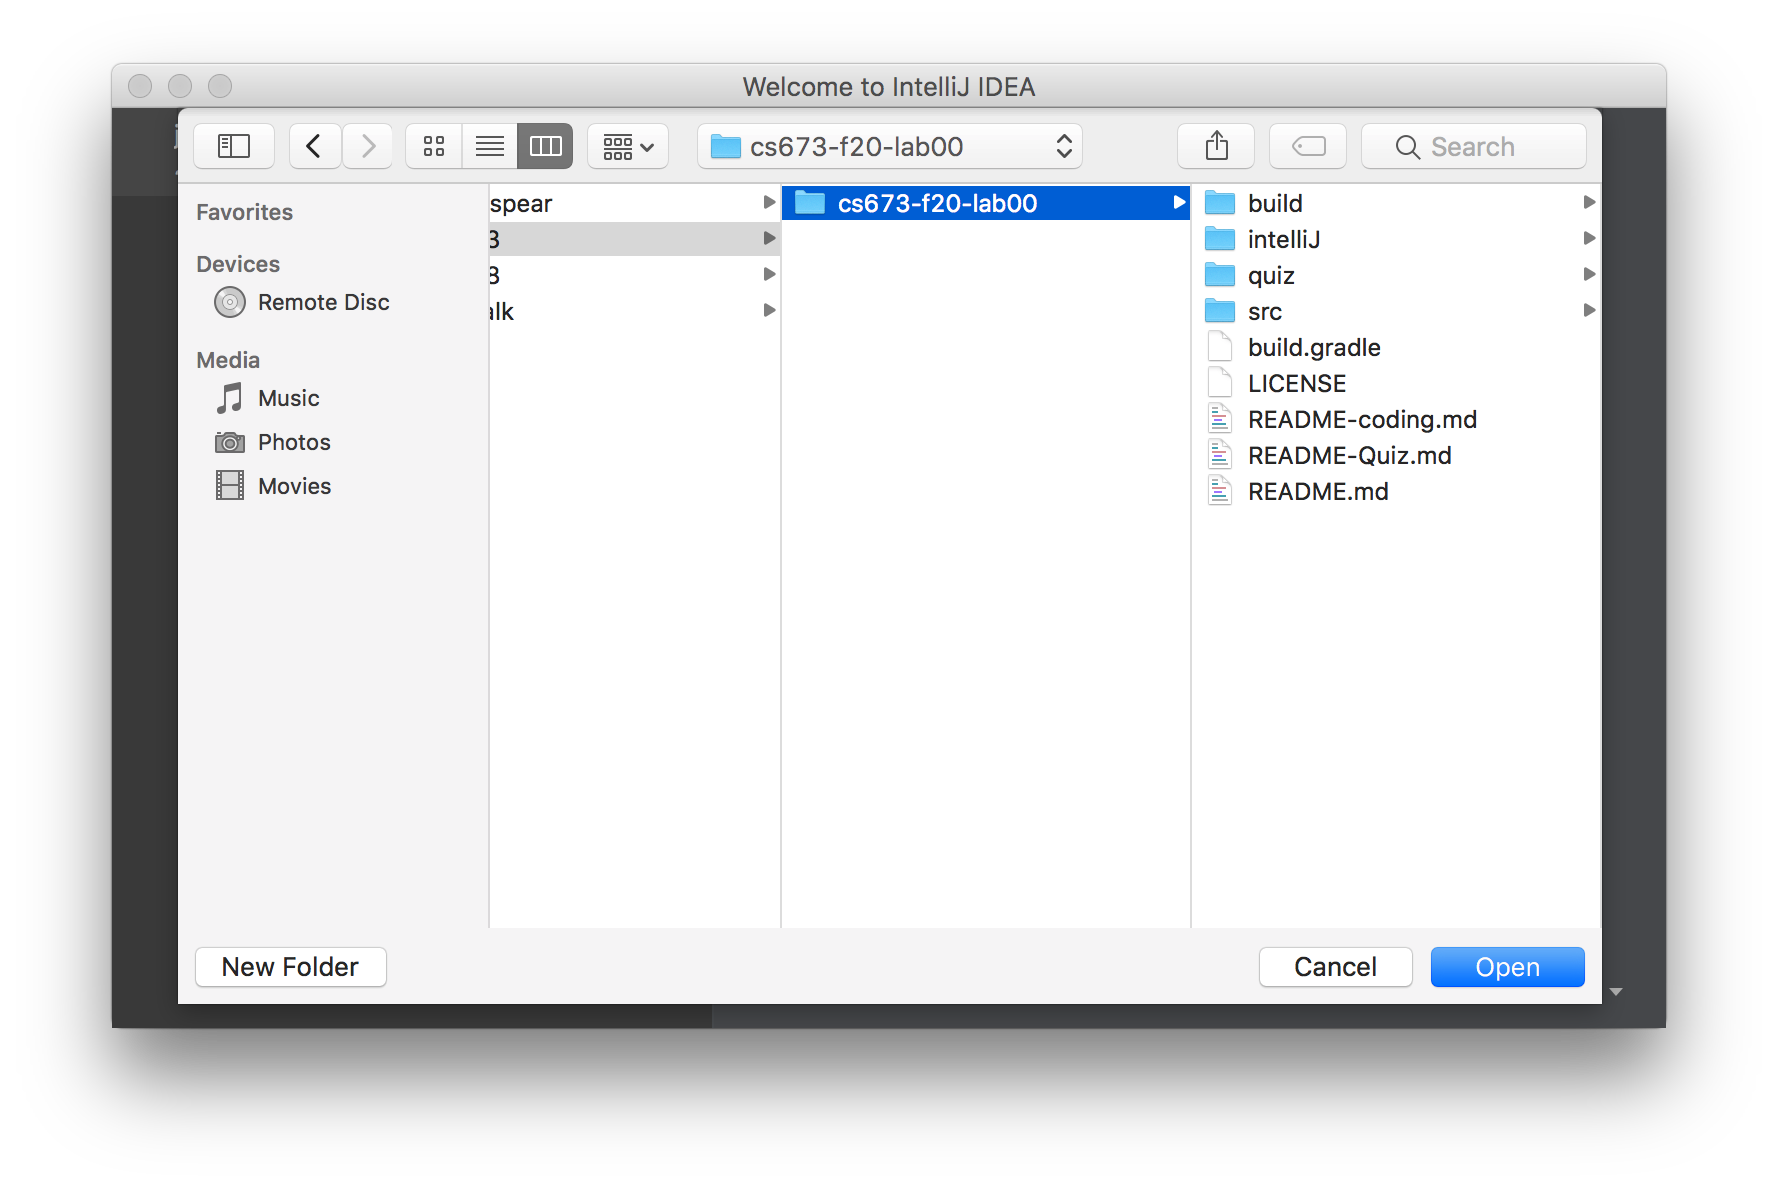 Welcome to IntelliJ IDEA
cs673-f20-lab00
Search
Favorites
Devices
Remote Disc
Media
Music
Photos
Movies
spear
3
8
alk
cs673-f20-lab00
build
intelliJ
quiz
src
build.gradle
LICENSE
README-coding.md
README-Quiz.md
README.md
New Folder
Cancel
Open